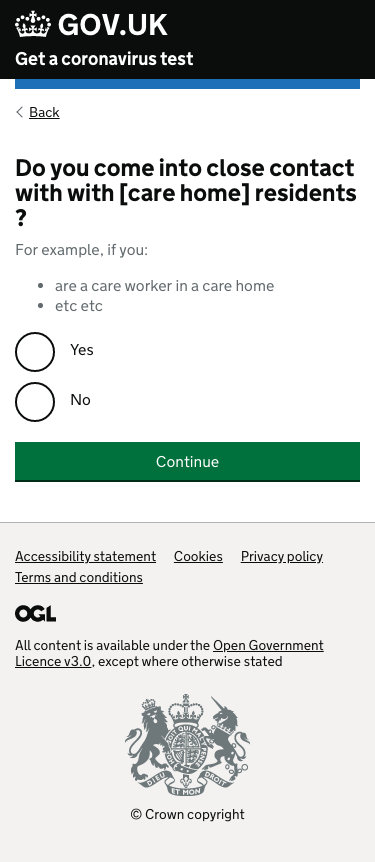 GOV.UK
Get a coronavirus test
Back
Do you come into close contact
with with [care home] residents
?
For example, if you:
are a care worker in a care home
etc etc
Yes
No
Continue
Accessibility statement Cookies Privacy policy
Terms and conditions
OGL
All content is available under the Open Government
Licence v3.0, except where otherwise stated
DIEU ET MON DROIT
© Crown copyright